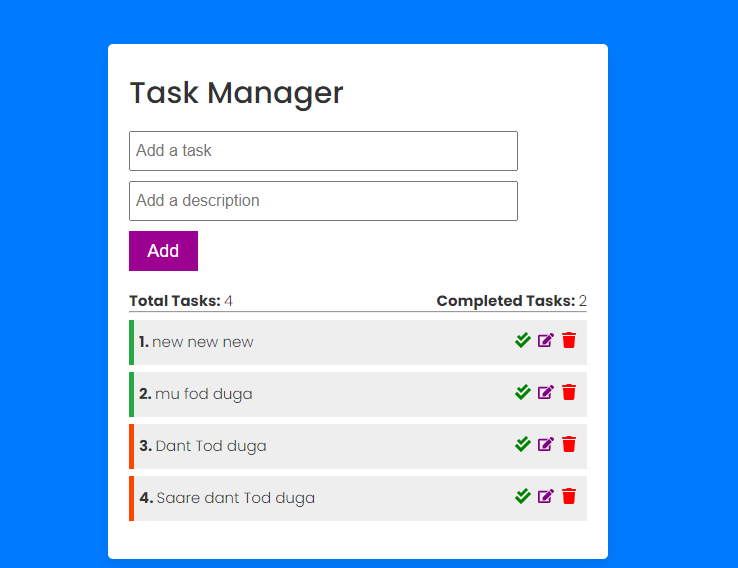 Task Manager
Add a task
Add a description
Add
Total Tasks: 4 Completed Tasks: 2
1. new new new
2. mu fod duga
3. Dant Tod duga
4. Saare dant Tod duga